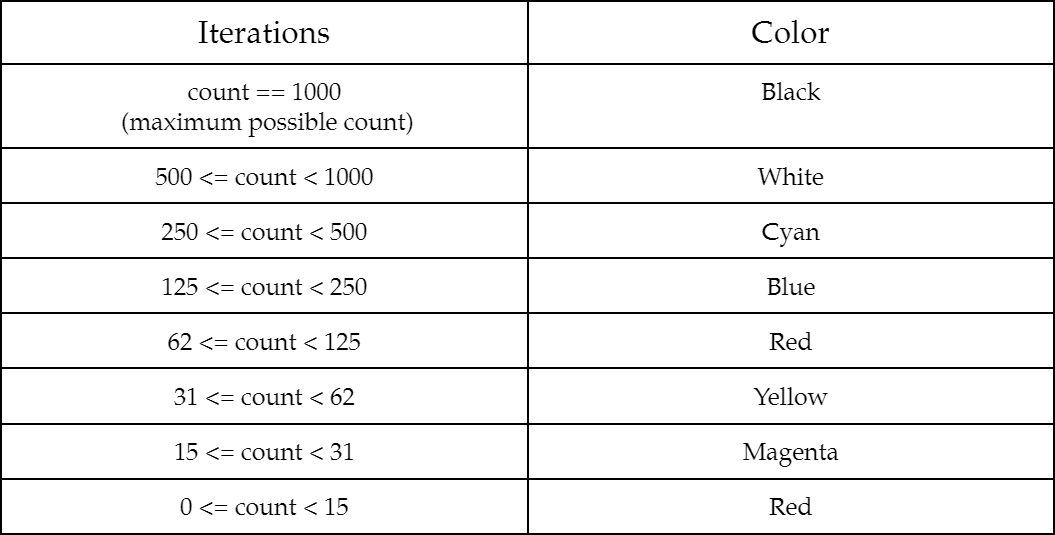 Iterations Color
count == 1000 Black
(maximum possible count)
500 <= count < 1000 White
250 <= count < 500 Cyan
125 <= count < 250 Blue
62 <= count < 125 Red
31 <= count < 62 Yellow
15 <= count < 31 Magenta
0 <= count < 15 Red